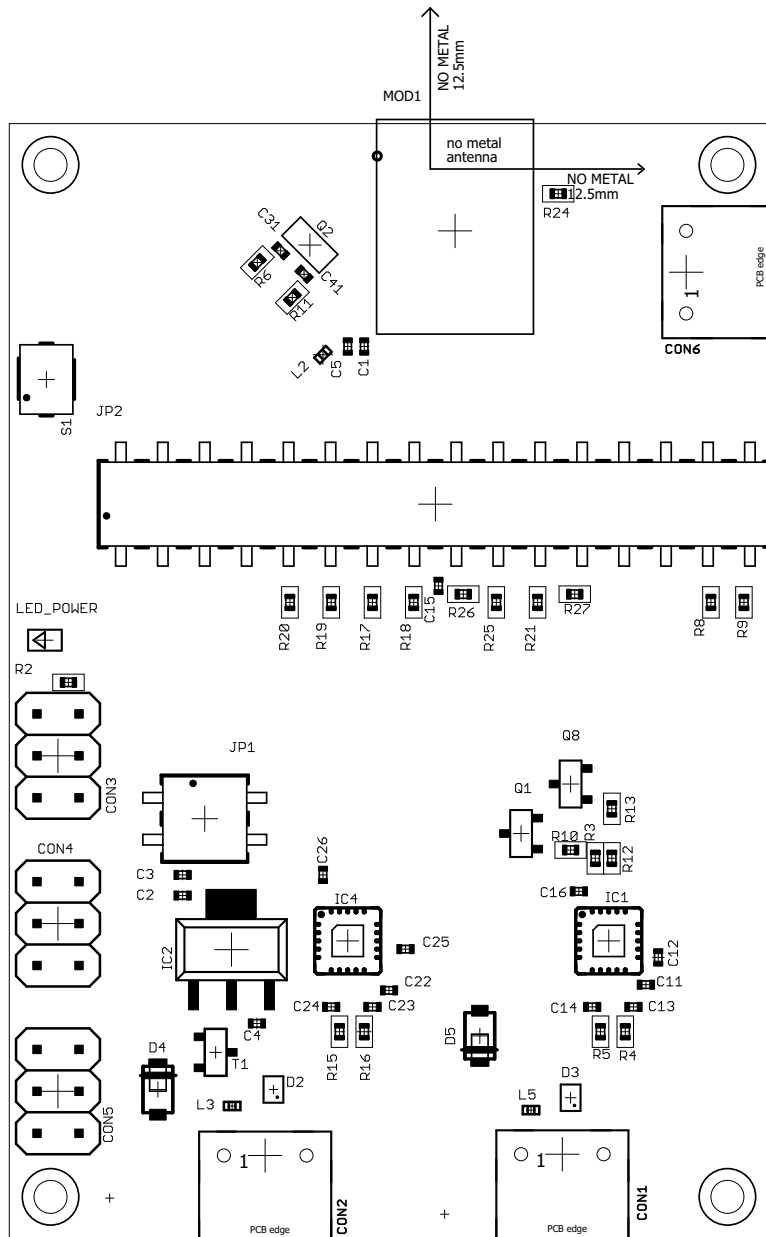 NO METAL
12.5mm
MOD1
no metal
antenna
NO METAL
12.5mm
R24
C31
Q2
R6
C41
R11
PCB edge
1
CON6
L2
C5
C1
S1
JP2
LED_POWER
R20
R19
R17
R18
C15
R26
R25
R21
R27
R8
R9
R2
CON3
JP1
Q8
Q1
R13
R10
R3
R12
CON4
C3
C2
C26
C16
IC4
IC1
IC2
C25
C12
C22
C11
C24
C23
C14
C13
C4
R15
R16
D5
R5
R4
D4
T1
D2
D3
L3
L5
CON5
1
PCB edge
CON2
1
PCB edge
CON1